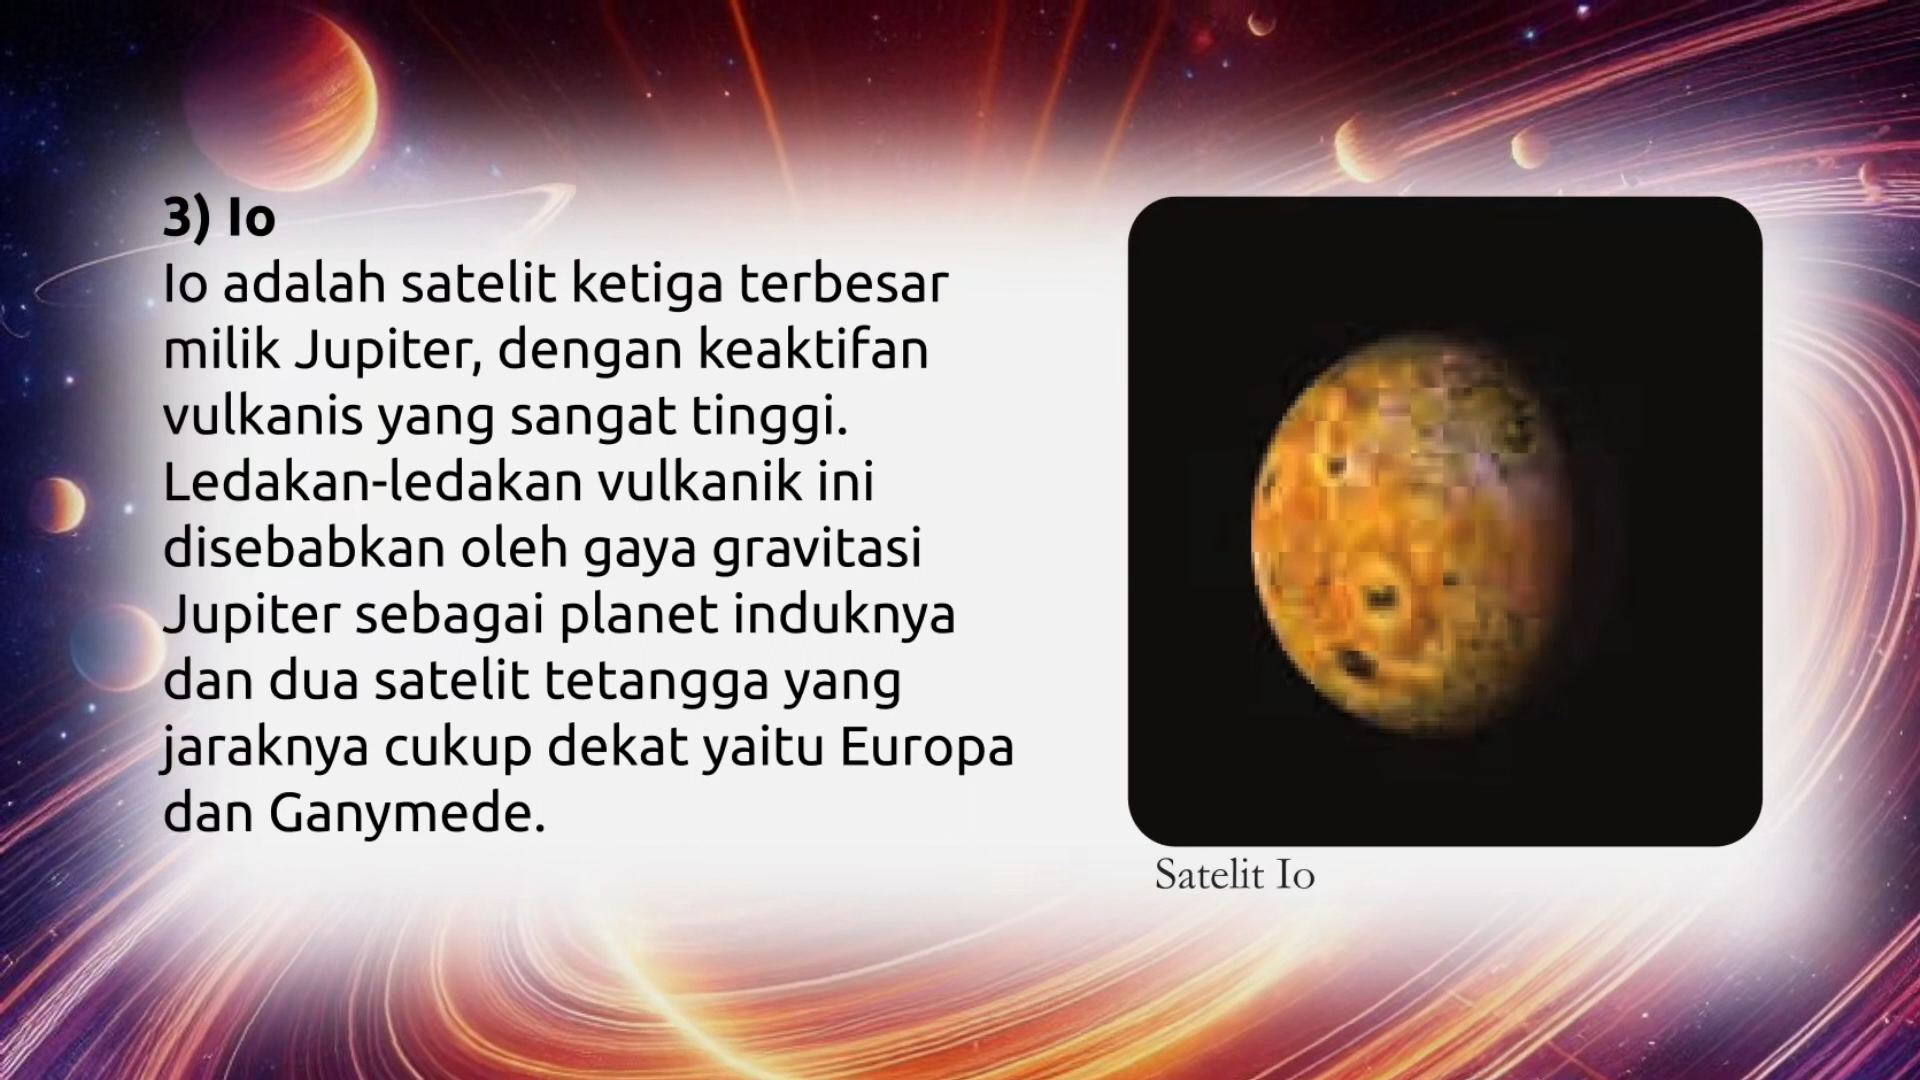 3) Io
Io adalah satelit ketiga terbesar
milik Jupiter, dengan keaktifan
vulkanis yang sangat tinggi.
Ledakan-ledakan vulkanik ini
disebabkan oleh gaya gravitasi
Jupiter sebagai planet induknya
dan dua satelit tetangga yang
jaraknya cukup dekat yaitu Europa
dan Ganymede.
Satelit Io